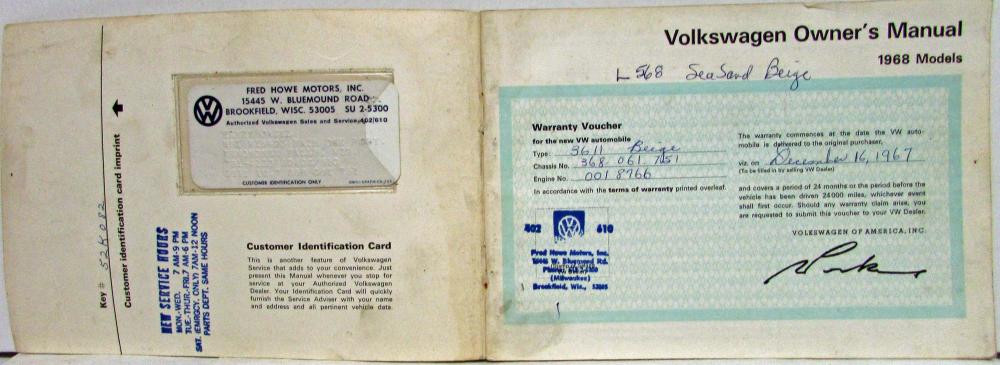 Key # 52K082
Customer identification card imprint
FRED HOWE MOTORS, INC.
15445 W. BLUEMOUND ROAD
BROOKFIELD, WISC. 53005 SU 2-5300
Authorized Volkswagen Sales and Service 402/610
CUSTOMER IDENTIFICATION ONLY
NEW SERVICE HOURS
MON.-WED. 7 AM-9 PM
TUE.-THUR.-FRI. 7 AM-6 PM
SAT. (EMRGCY. ONLY) 7AM-12 NOON
PARTS DEPT. SAME HOURS
Customer Identification Card
This is another feature of Volkswagen
Service that adds to your convenience. Just
present this Manual whenever you stop for
service at your Authorized Volkswagen
Dealer. Your Identification Card will quickly
furnish the Service Adviser with your name
and address and all pertinent vehicle data.
Volkswagen Owner's Manual
1968 Models
L 568 SeaSand Beige
Warranty Voucher
for the new VW automobile
Type: 3611 Beige
Chassis No. 368 061 751
Engine No. 001 8766
In accordance with the terms of warranty printed overleaf.
402 610
Fred Howe Motors, Inc.
(Milwaukee)
Brookfield, Wis., 53005
The warranty commences at the date the VW auto-
mobile is delivered to the original purchaser,
viz. on December 16, 1967
(To be filled in by selling VW Dealer)
and covers a period of 24 months or the period before the
vehicle has been driven 24000 miles, whichever event
shall first occur. Should any warranty claim arise, you
are requested to submit this voucher to your VW Dealer.
VOLKSWAGEN OF AMERICA, INC.